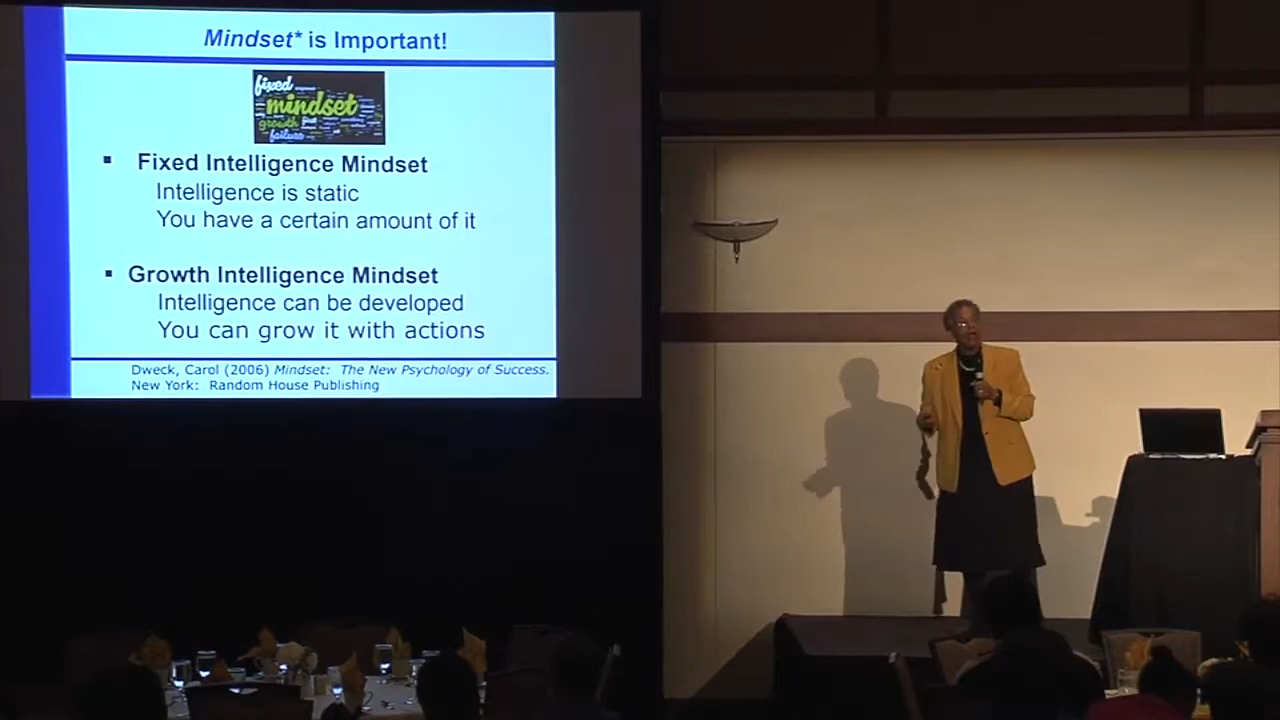 Mindset* is Important!
fixed
mindset
growth
failure
▪ Fixed Intelligence Mindset
Intelligence is static
You have a certain amount of it
▪ Growth Intelligence Mindset
Intelligence can be developed
You can grow it with actions
Dweck, Carol (2006) Mindset: The New Psychology of Success.
New York: Random House Publishing